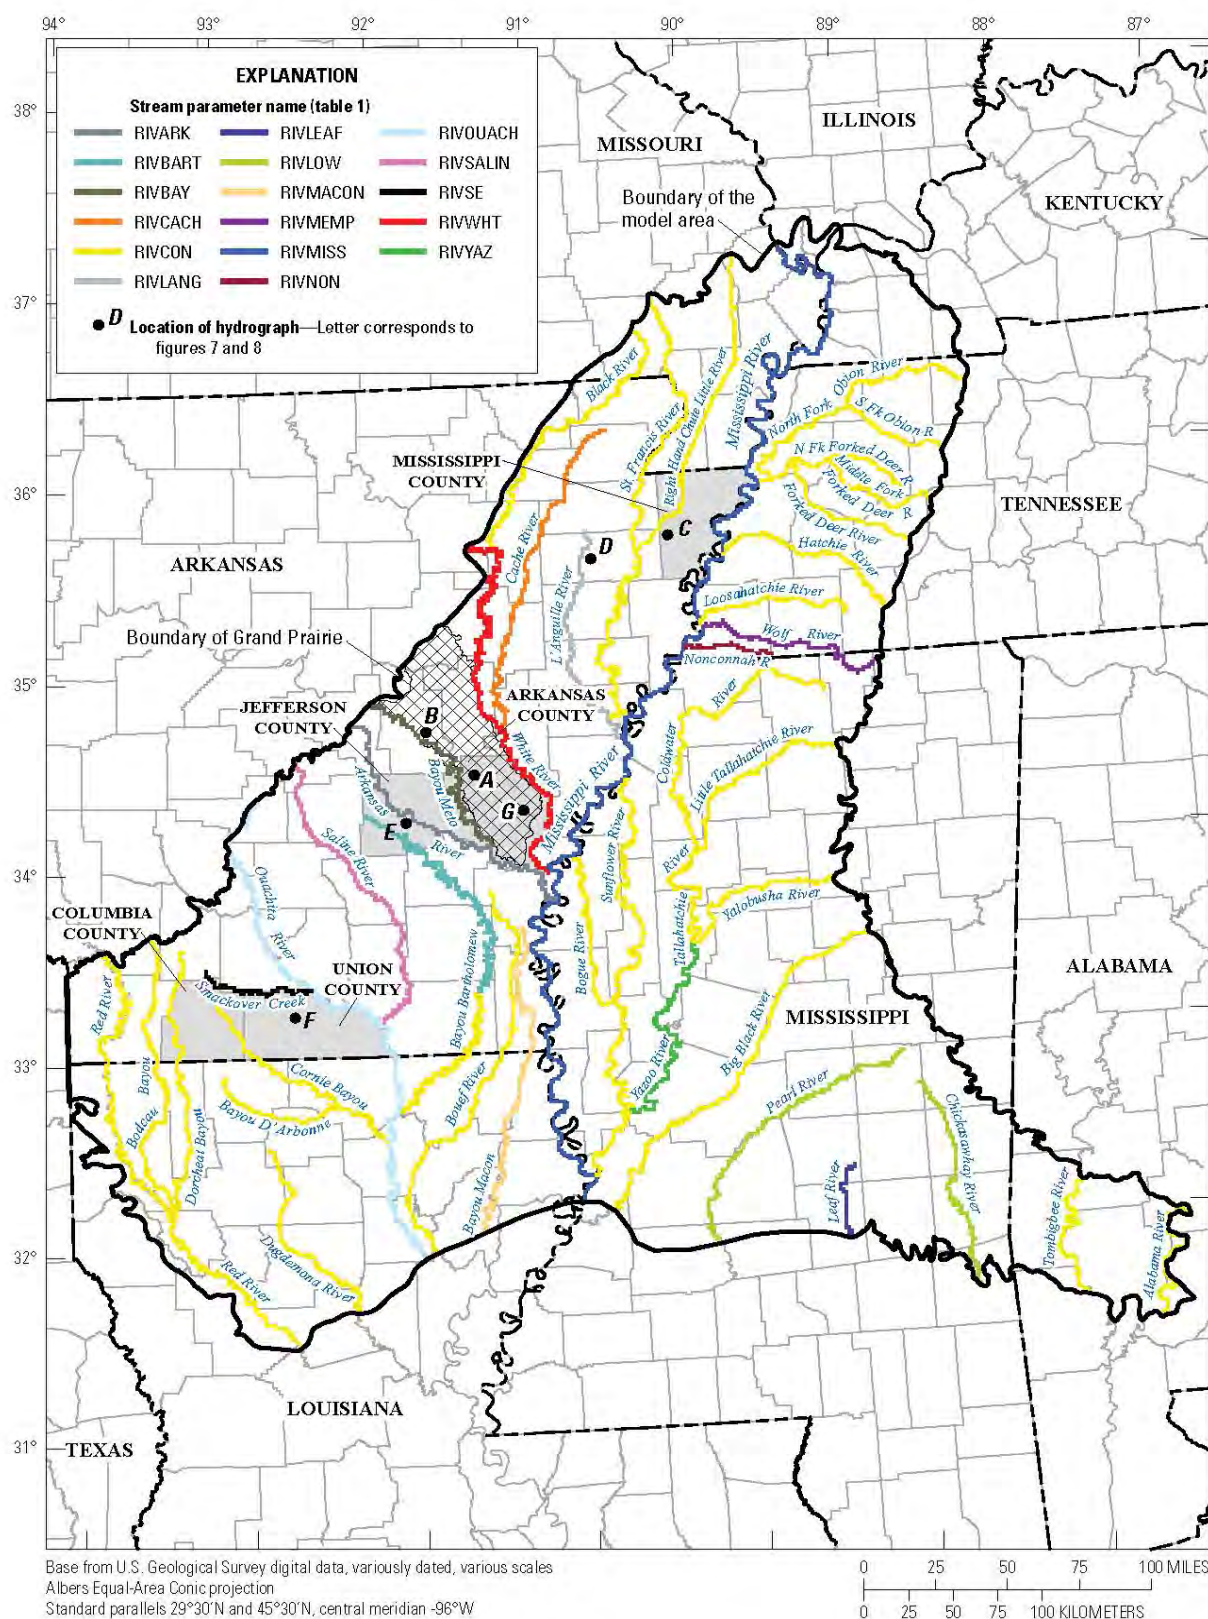 94° 93° 92° 91° 90° 89° 88° 87°
EXPLANATION
Stream parameter name (table 1)
RIVARK RIVLEAF RIVOUACH
RIVBART RIVLOW RIVSALIN
RIVBAY RIVMACON RIVSE
RIVCACH RIVMEMP RIVWHT
RIVCON RIVMISS RIVYAZ
RIVLANG RIVNON
D Location of hydrograph—Letter corresponds to
figures 7 and 8
38°
37°
36°
35°
34°
33°
32°
31°
MISSOURI
ILLINOIS
KENTUCKY
Boundary of the
model area
Black River
St. Francis River
Right Hand Chute Little River
Mississippi River
North Fork Obion River
S Fk Obion R
N Fk Forked Deer R
Middle Fork
Forked Deer R
Forked Deer River
Hatchie River
MISSISSIPPI
COUNTY
TENNESSEE
C
D
ARKANSAS
Cache River
L'Anguille River
Loosahatchie River
Wolf River
Nonconnah R
Boundary of Grand Prairie
JEFFERSON
COUNTY
ARKANSAS
COUNTY
B
A
G
E
White River
Bayou Meto
Arkansas River
Mississippi River
Coldwater River
Little Tallahatchie River
Saline River
Sunflower River
Tallahatchie River
Yalobusha River
Ouachita River
COLUMBIA
COUNTY
UNION
COUNTY
Smackover Creek
F
Bayou Bartholomew
Bogue River
ALABAMA
MISSISSIPPI
Red River
Bayou Bodcau
Dorcheat Bayou
Cornie Bayou
Bayou D'Arbonne
Bouef River
Yazoo River
Big Black River
Pearl River
Chickasawhay River
Leaf River
Bayou Macon
Dugdemona River
Red River
Tombigbee River
Alabama River
LOUISIANA
TEXAS
Base from U.S. Geological Survey digital data, variously dated, various scales
Albers Equal-Area Conic projection
Standard parallels 29°30'N and 45°30'N, central meridian -96°W
0 25 50 75 100 MILES
0 25 50 75 100 KILOMETERS